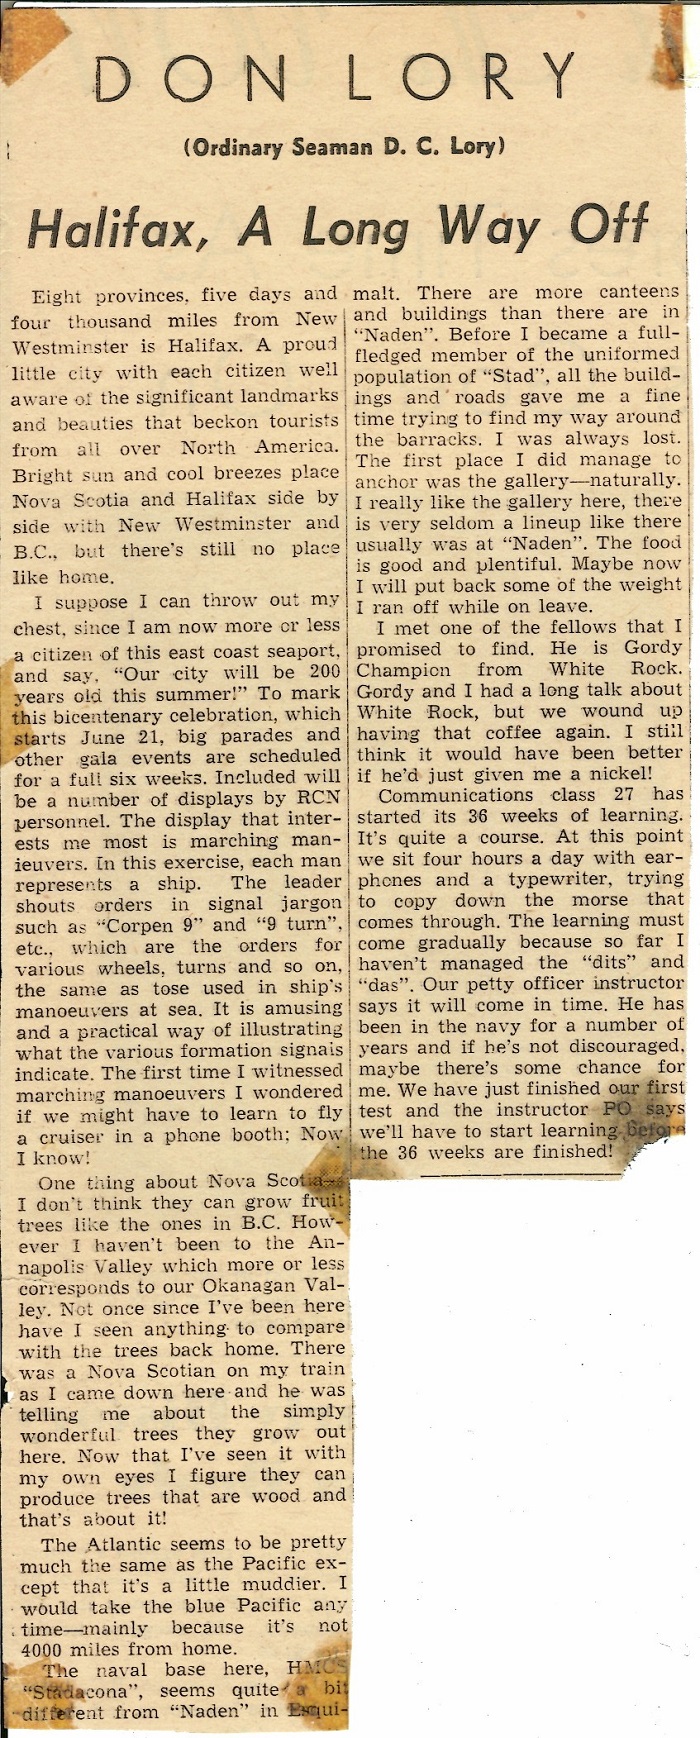 DON LORY
(Ordinary Seaman D. C. Lory)
Halifax, A Long Way Off
Eight provinces, five days and
four thousand miles from New
Westminster is Halifax. A proud
little city with each citizen well
aware of the significant landmarks
and beauties that beckon tourists
from all over North America.
Bright sun and cool breezes place
Nova Scotia and Halifax side by
side with New Westminster and
B.C., but there's still no place
like home.
I suppose I can throw out my
chest, since I am now more or less
a citizen of this east coast seaport,
and say, "Our city will be 200
years old this summer!" To mark
this bicentenary celebration, which
starts June 21, big parades and
other gala events are scheduled
for a full six weeks. Included will
be a number of displays by RCN
personnel. The display that inter-
ests me most is marching man-
ieuvers. In this exercise, each man
represents a ship. The leader
shouts orders in signal jargon
such as "Corpen 9" and "9 turn",
etc., which are the orders for
various wheels, turns and so on,
the same as tose used in ship's
manoeuvers at sea. It is amusing
and a practical way of illustrating
what the various formation signals
indicate. The first time I witnessed
marching manoeuvers I wondered
if we might have to learn to fly
a cruiser in a phone booth; Now
I know!
One thing about Nova Scotia—
I don't think they can grow fruit
trees like the ones in B.C. How-
ever I haven't been to the An-
napolis Valley which more or less
corresponds to our Okanagan Val-
ley. Not once since I've been here
have I seen anything to compare
with the trees back home. There
was a Nova Scotian on my train
as I came down here and he was
telling me about the simply
wonderful trees they grow out
here. Now that I've seen it with
my own eyes I figure they can
produce trees that are wood and
that's about it!
The Atlantic seems to be pretty
much the same as the Pacific ex-
cept that it's a little muddier. I
would take the blue Pacific any
time—mainly because it's not
4000 miles from home.
The naval base here, HMCS
"Stadacona", seems quite a bit
different from "Naden" in Esqui-
malt. There are more canteens
and buildings than there are in
"Naden". Before I became a full-
fledged member of the uniformed
population of "Stad", all the build-
ings and roads gave me a fine
time trying to find my way around
the barracks. I was always lost.
The first place I did manage to
anchor was the gallery—naturally.
I really like the gallery here, there
is very seldom a lineup like there
usually was at "Naden". The food
is good and plentiful. Maybe now
I will put back some of the weight
I ran off while on leave.
I met one of the fellows that I
promised to find. He is Gordy
Champion from White Rock.
Gordy and I had a long talk about
White Rock, but we wound up
having that coffee again. I still
think it would have been better
if he'd just given me a nickel!
Communications class 27 has
started its 36 weeks of learning.
It's quite a course. At this point
we sit four hours a day with ear-
phones and a typewriter, trying
to copy down the morse that
comes through. The learning must
come gradually because so far I
haven't managed the "dits" and
"das". Our petty officer instructor
says it will come in time. He has
been in the navy for a number of
years and if he's not discouraged,
maybe there's some chance for
me. We have just finished our first
test and the instructor PO says
we'll have to start learning before
the 36 weeks are finished!